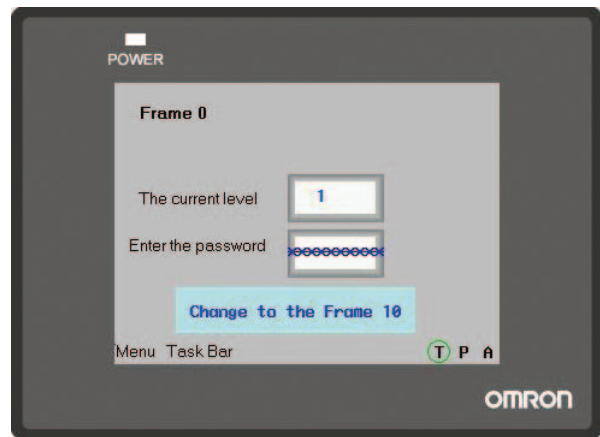 POWER
Frame 0
The current level 1
Enter the password
Change to the Frame 10
Menu Task Bar T P A
OMRON